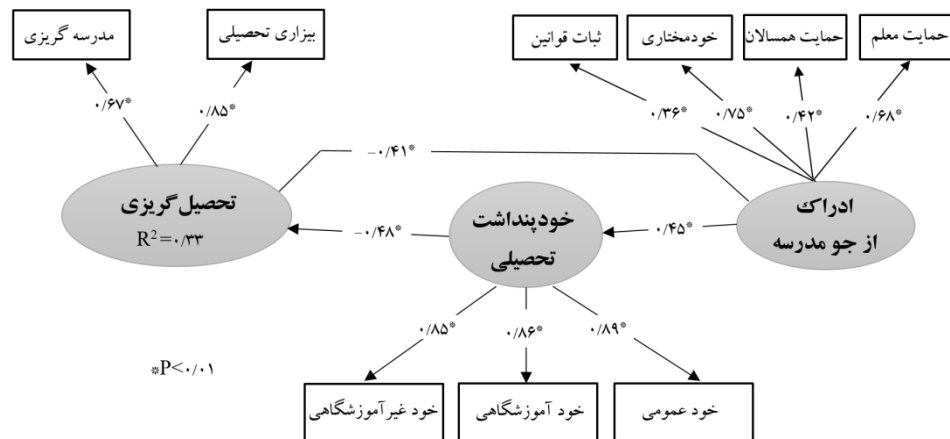 حمایت معلم
حمایت همسالان
خودمختاری
ثبات قوانین
بیزاری تحصیلی
مدرسه گریزی
۰/۶۸*
۰/۴۲*
۰/۷۵*
۰/۳۶*
۰/۸۵*
۰/۶۷*
−۰/۴۱*
ادراک
از جو مدرسه
۰/۴۵*
خودپنداشت
تحصیلی
−۰/۴۸*
تحصیل‌گریزی
R²=۰/۳۳
۰/۸۹*
۰/۸۶*
۰/۸۵*
خود عمومی
خود آموزشگاهی
خود غیرآموزشگاهی
*P<۰/۰۱